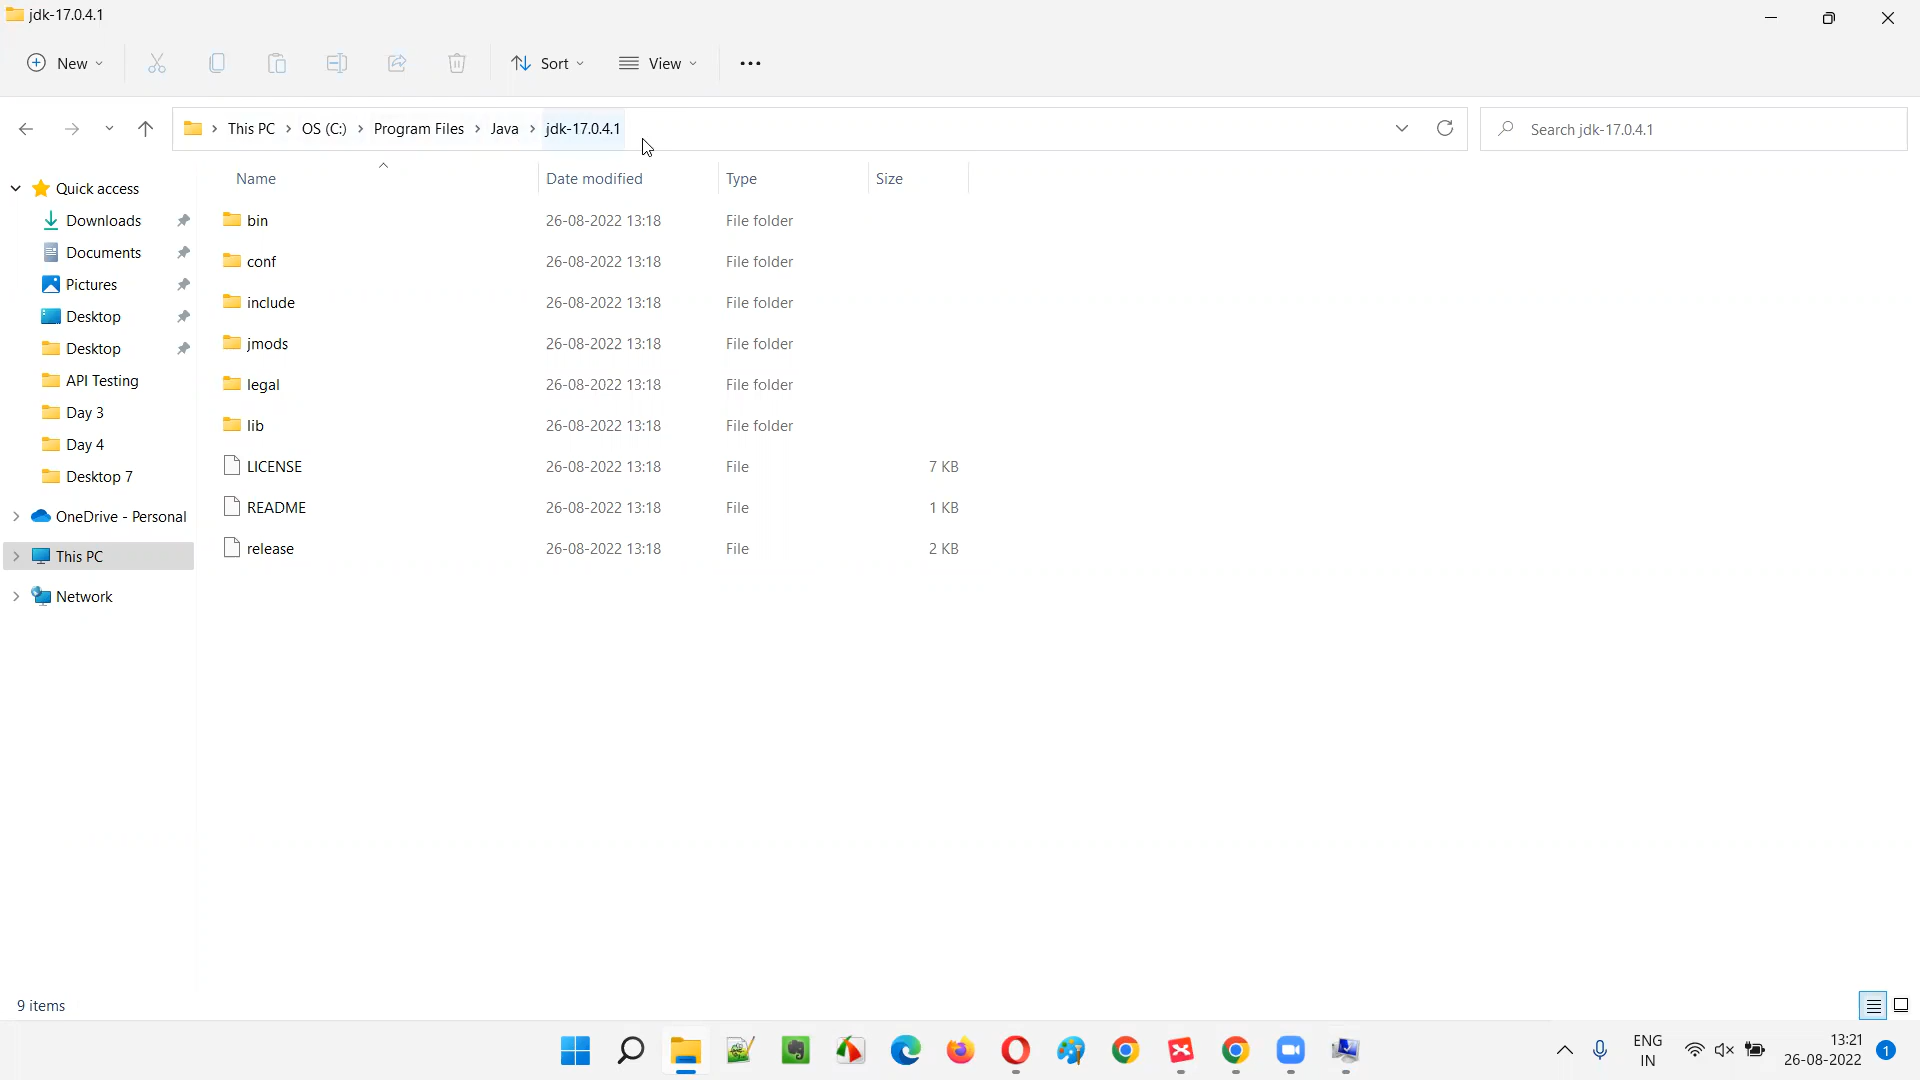 jdk-17.0.4.1
New
Sort
View
This PC > OS (C:) > Program Files > Java > jdk-17.0.4.1
Search jdk-17.0.4.1
Name Date modified Type Size
Quick access
Downloads
Documents
Pictures
Desktop
Desktop
API Testing
Day 3
Day 4
Desktop 7
OneDrive - Personal
This PC
Network
bin 26-08-2022 13:18 File folder
conf 26-08-2022 13:18 File folder
include 26-08-2022 13:18 File folder
jmods 26-08-2022 13:18 File folder
legal 26-08-2022 13:18 File folder
lib 26-08-2022 13:18 File folder
LICENSE 26-08-2022 13:18 File 7 KB
README 26-08-2022 13:18 File 1 KB
release 26-08-2022 13:18 File 2 KB
9 items
ENG
IN
13:21
26-08-2022
1